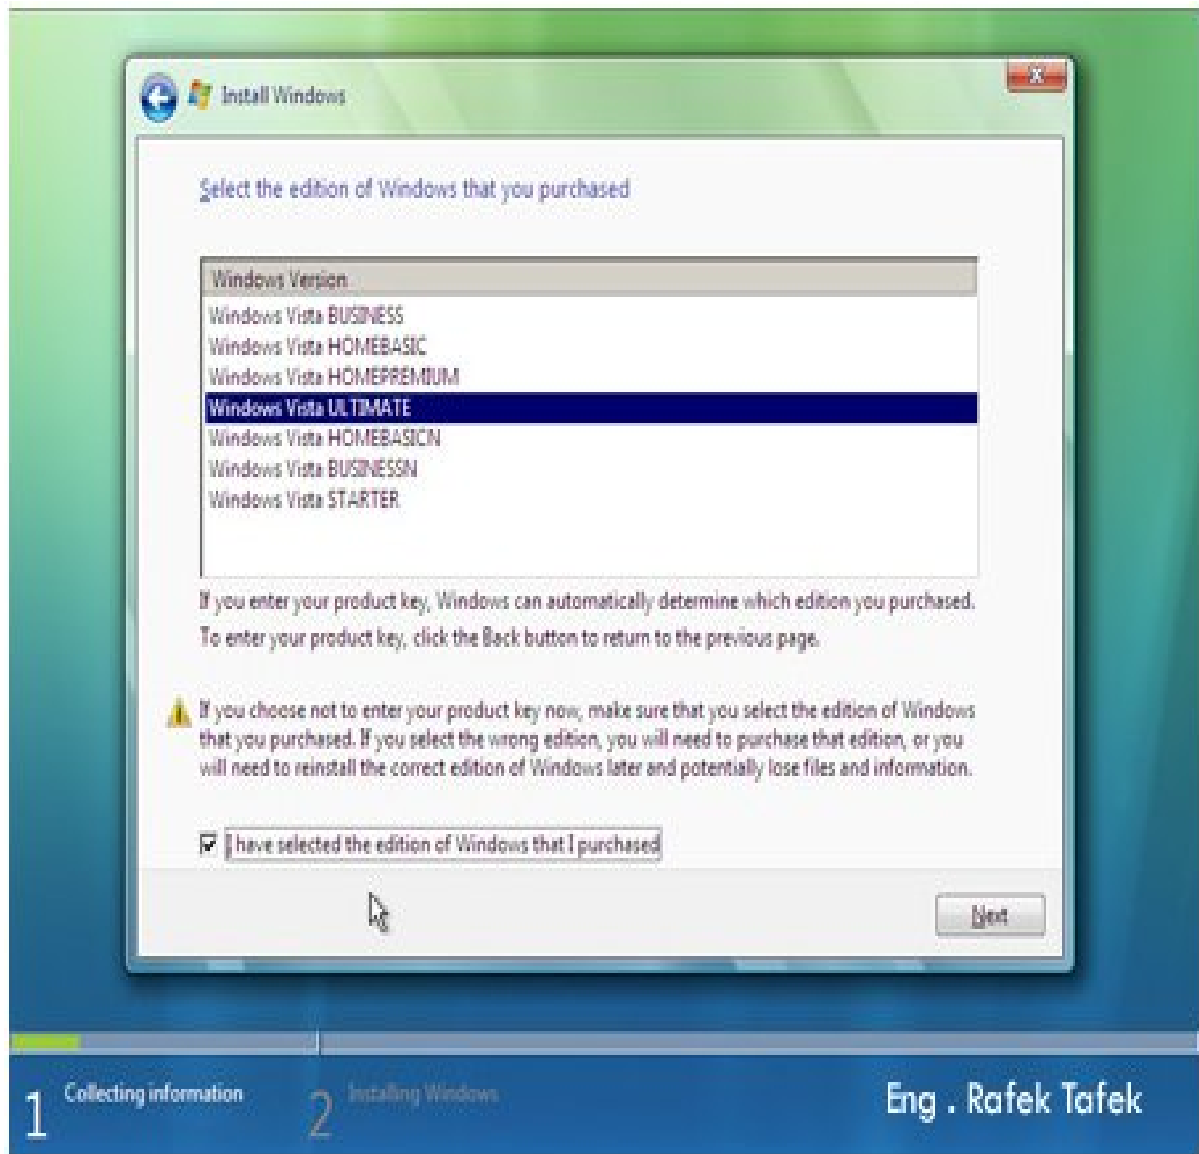 Install Windows
Select the edition of Windows that you purchased
Windows Version
Windows Vista BUSINESS
Windows Vista HOMEBASIC
Windows Vista HOMEPREMIUM
Windows Vista ULTIMATE
Windows Vista HOMEBASICN
Windows Vista BUSINESSN
Windows Vista STARTER
If you enter your product key, Windows can automatically determine which edition you purchased.
To enter your product key, click the Back button to return to the previous page.
If you choose not to enter your product key now, make sure that you select the edition of Windows
that you purchased. If you select the wrong edition, you will need to purchase that edition, or you
will need to reinstall the correct edition of Windows later and potentially lose files and information.
I have selected the edition of Windows that I purchased
Next
1 Collecting information
2 Installing Windows
Eng . Rafek Tafek